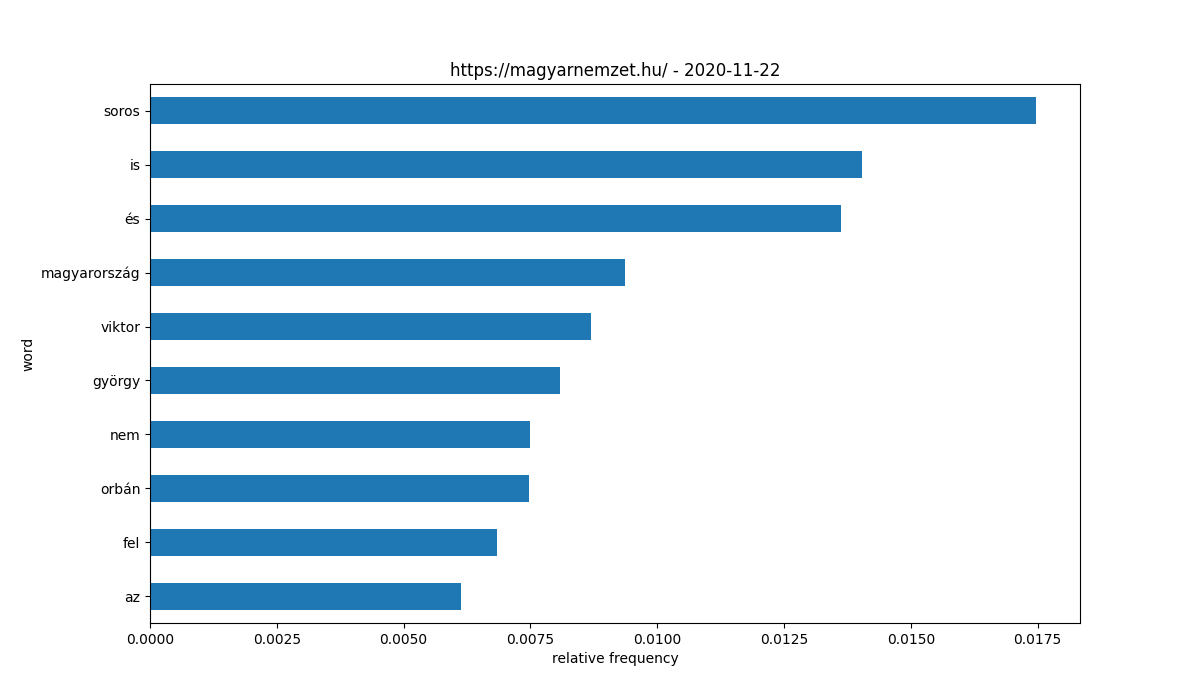 https://magyarnemzet.hu/ - 2020-11-22
word
soros
is
és
magyarország
viktor
györgy
nem
orbán
fel
az
0.0000 0.0025 0.0050 0.0075 0.0100 0.0125 0.0150 0.0175
relative frequency